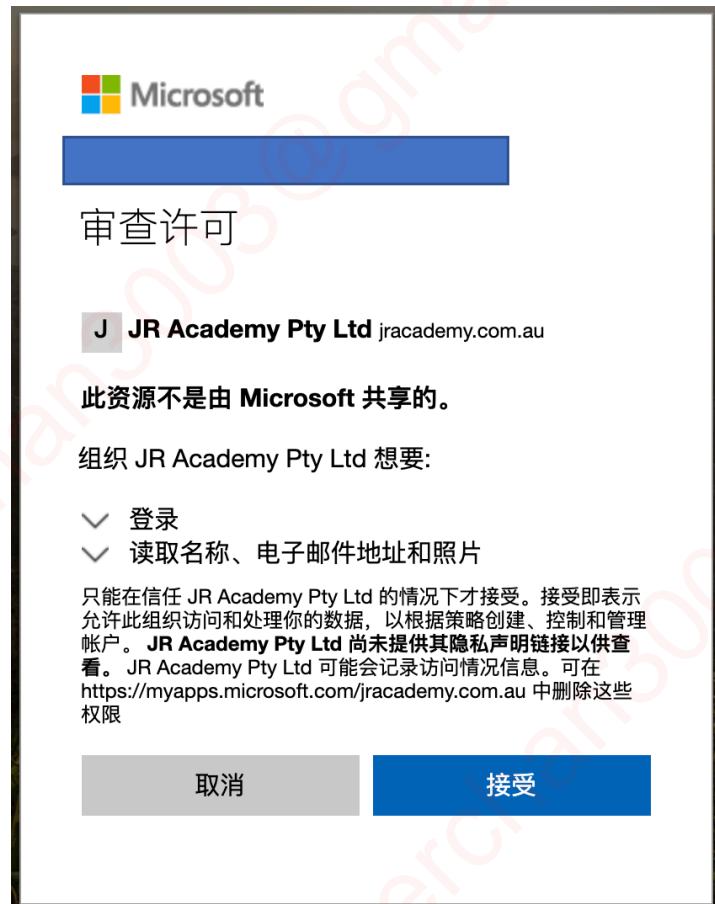 Microsoft
审查许可
J JR Academy Pty Ltd jracademy.com.au
此资源不是由 Microsoft 共享的。
组织 JR Academy Pty Ltd 想要:
登录
读取名称、电子邮件地址和照片
只能在信任 JR Academy Pty Ltd 的情况下才接受。接受即表示
允许此组织访问和处理你的数据，以根据策略创建、控制和管理
帐户。 JR Academy Pty Ltd 尚未提供其隐私声明链接以供查
看。 JR Academy Pty Ltd 可能会记录访问情况信息。可在
https://myapps.microsoft.com/jracademy.com.au 中删除这些
权限
取消 接受